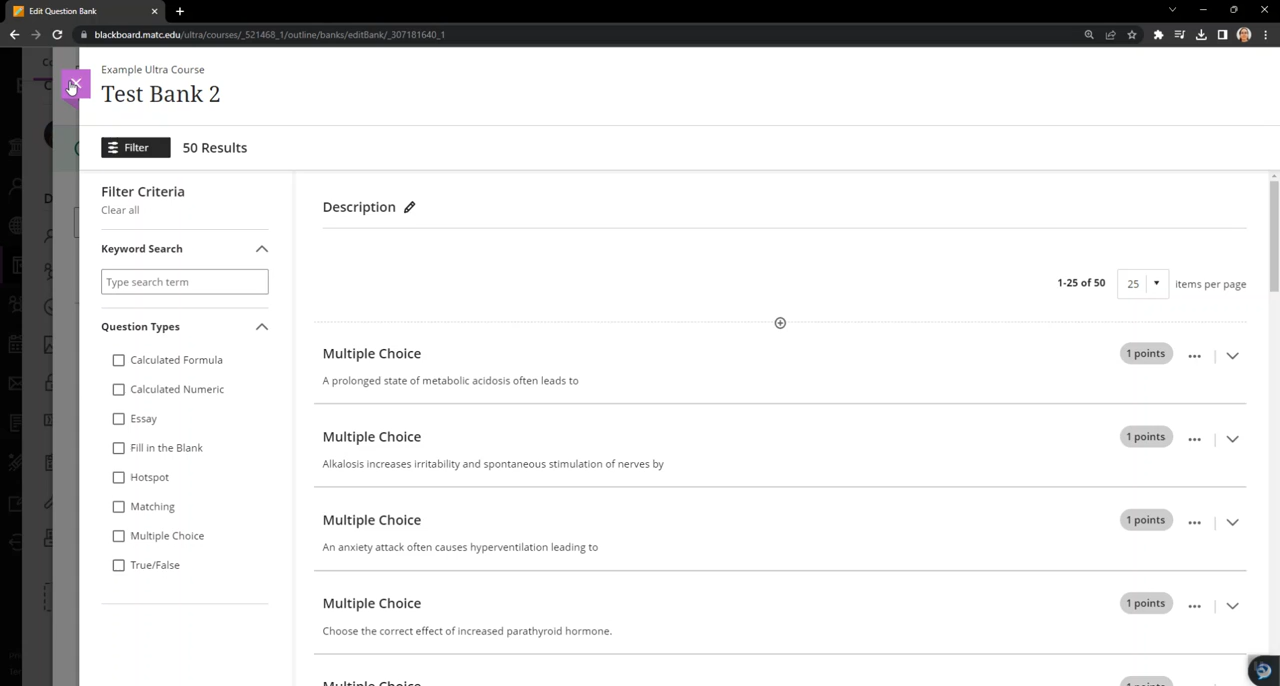 Edit Question Bank
blackboard.matc.edu/ultra/courses/_521468_1/outline/banks/editBank/_307181640_1
Example Ultra Course
Test Bank 2
Filter
50 Results
Filter Criteria
Clear all
Keyword Search
Type search term
Question Types
Calculated Formula
Calculated Numeric
Essay
Fill in the Blank
Hotspot
Matching
Multiple Choice
True/False
Description
1-25 of 50 25 items per page
Multiple Choice 1 points
A prolonged state of metabolic acidosis often leads to
Multiple Choice 1 points
Alkalosis increases irritability and spontaneous stimulation of nerves by
Multiple Choice 1 points
An anxiety attack often causes hyperventilation leading to
Multiple Choice 1 points
Choose the correct effect of increased parathyroid hormone.
Multiple Choice 1 points